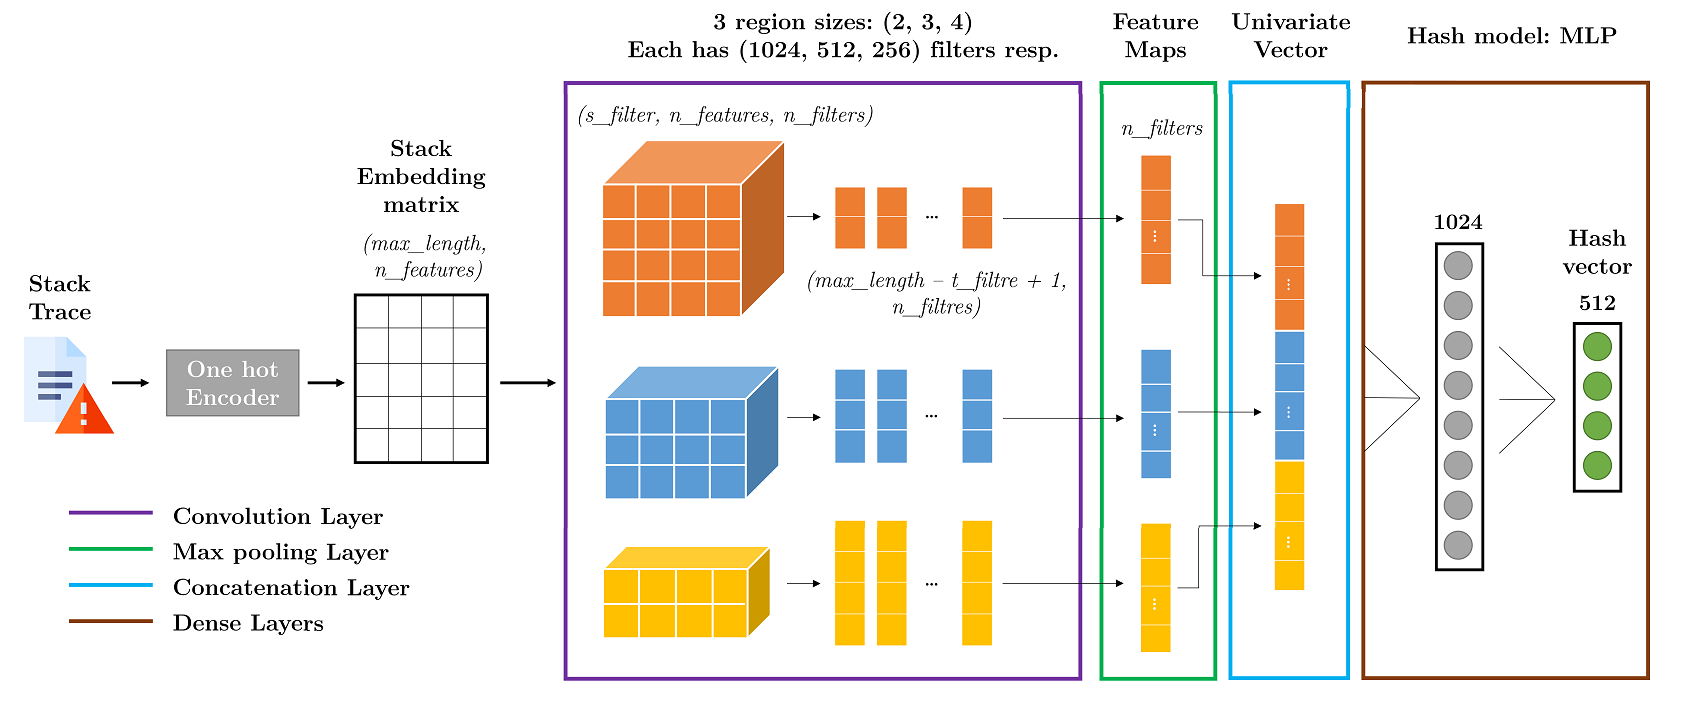 3 region sizes: (2, 3, 4)
Each has (1024, 512, 256) filters resp.
Feature
Maps
Univariate
Vector
Hash model: MLP
(s_filter, n_features, n_filters)
n_filters
Stack
Embedding
matrix
(max_length,
n_features)
Stack
Trace
One hot
Encoder
...
(max_length – t_filtre + 1,
n_filtres)
...
...
...
...
...
...
...
...
1024
Hash
vector
512
Convolution Layer
Max pooling Layer
Concatenation Layer
Dense Layers